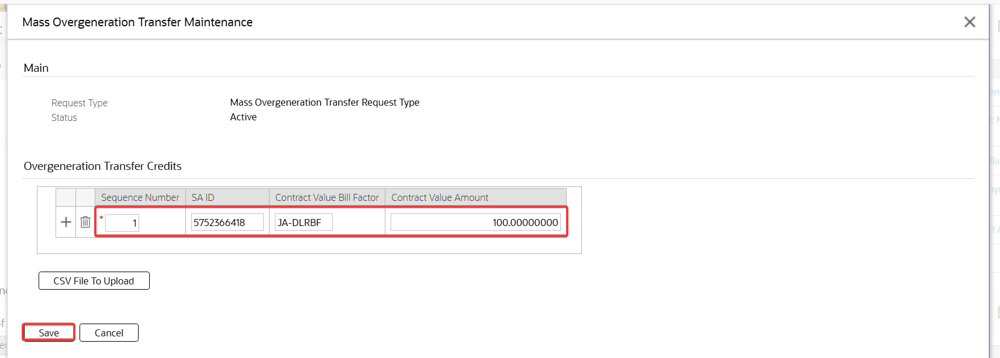 Mass Overgeneration Transfer Maintenance
Main
Request Type Mass Overgeneration Transfer Request Type
Status Active
Overgeneration Transfer Credits
Sequence Number SA ID Contract Value Bill Factor Contract Value Amount
* 1 5752366418 JA-DLRBF 100.00000000
CSV File To Upload
Save Cancel